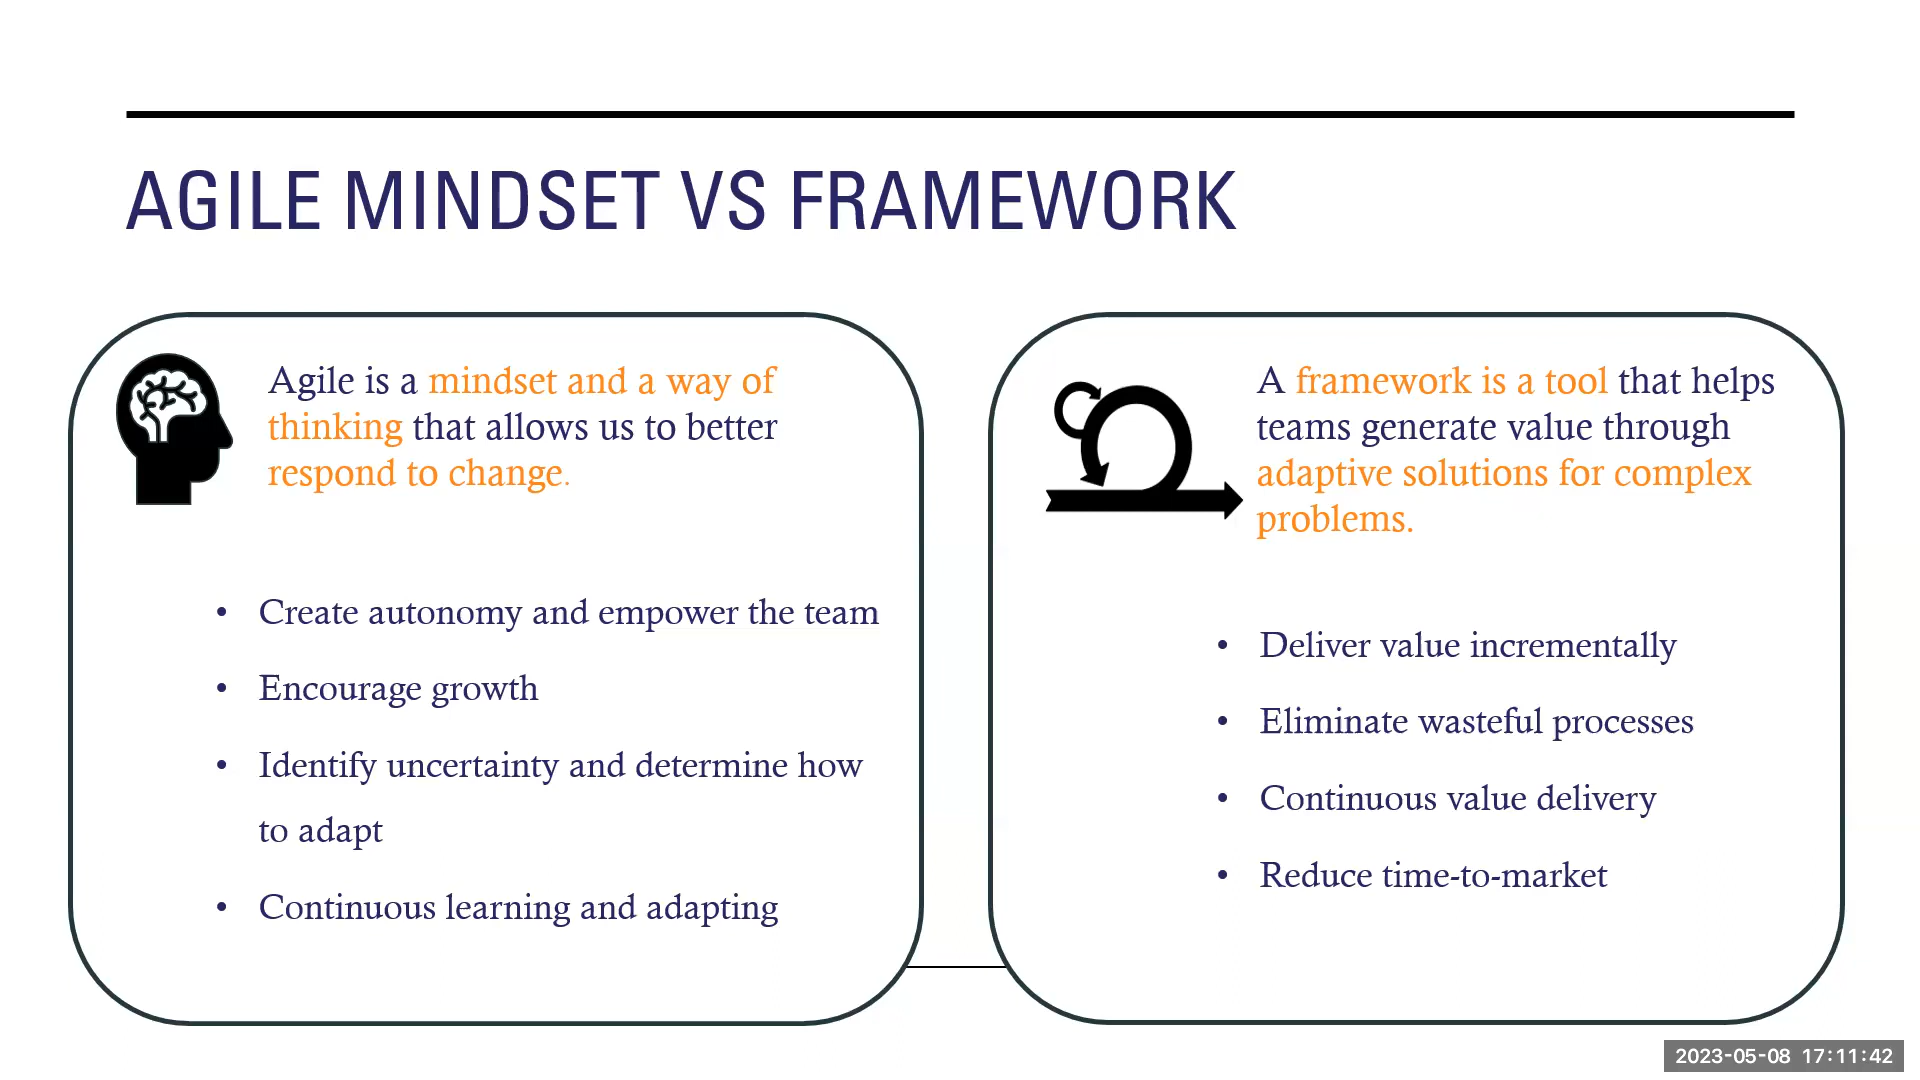 AGILE MINDSET VS FRAMEWORK
Agile is a mindset and a way of
thinking that allows us to better
respond to change.
• Create autonomy and empower the team
• Encourage growth
• Identify uncertainty and determine how
to adapt
• Continuous learning and adapting
A framework is a tool that helps
teams generate value through
adaptive solutions for complex
problems.
• Deliver value incrementally
• Eliminate wasteful processes
• Continuous value delivery
• Reduce time-to-market
2023-05-08 17:11:42